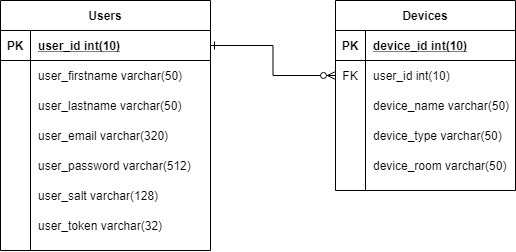 Users
PK user_id int(10)
user_firstname varchar(50)
user_lastname varchar(50)
user_email varchar(320)
user_password varchar(512)
user_salt varchar(128)
user_token varchar(32)
Devices
PK device_id int(10)
FK user_id int(10)
device_name varchar(50)
device_type varchar(50)
device_room varchar(50)